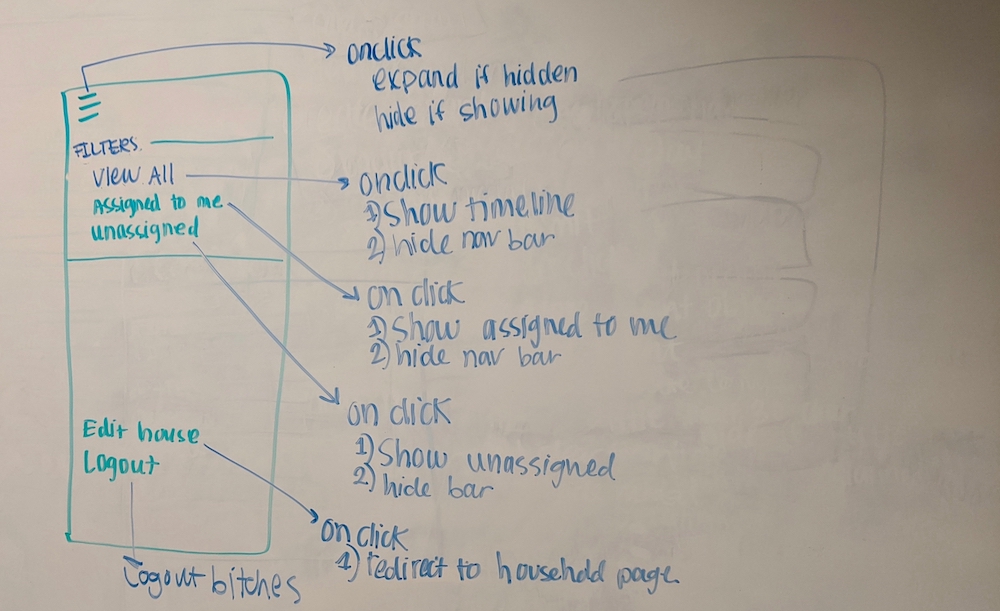 onclick
expand if hidden
hide if showing
FILTERS
View All
Assigned to me
unassigned
onclick
1) Show timeline
2) hide nav bar
on click
1) Show assigned to me
2) hide nav bar
on click
1) Show unassigned
2) hide bar
Edit house
Logout
on click
1) redirect to household page
Logout bitches